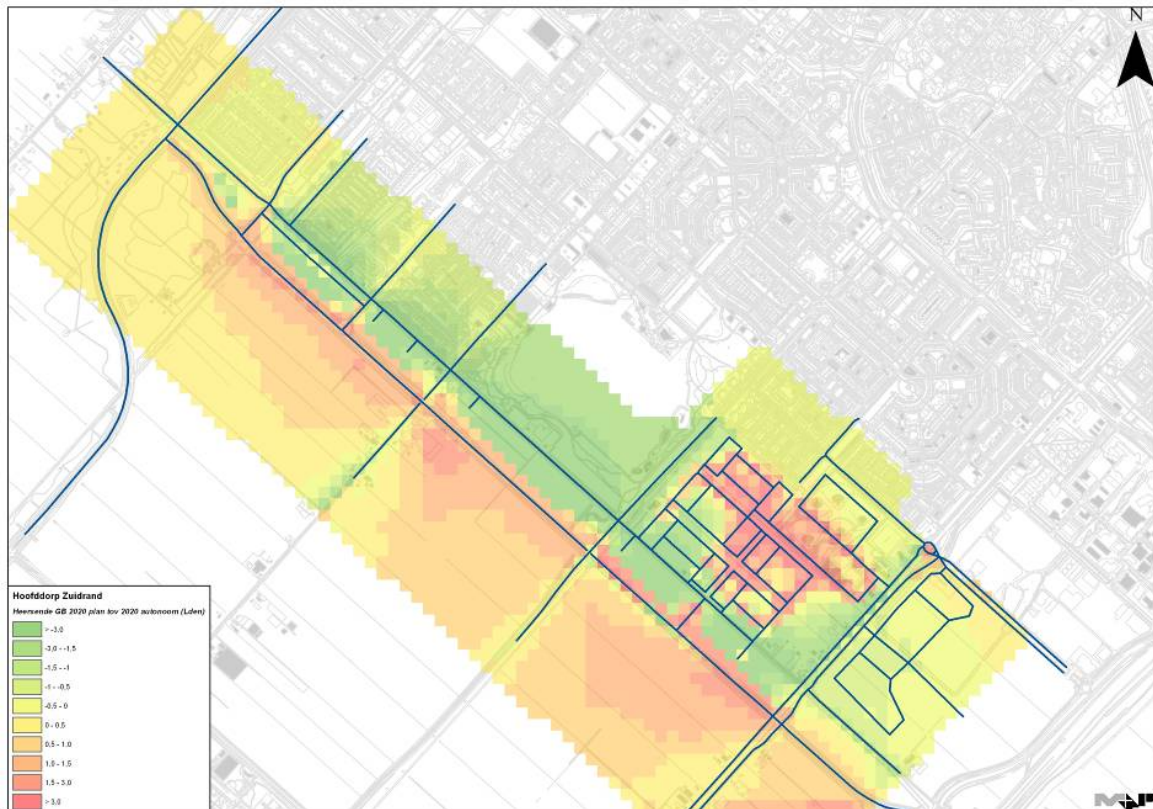 N
Hoofddorp Zuidrand
Heersende GB 2020 plan tov 2020 autonoom (Lden)
> -3,0
-3,0 - -1,5
-1,5 - -1
-1 - -0,5
-0,5 - 0
0 - 0,5
0,5 - 1,0
1,0 - 1,5
1,5 - 3,0
> 3,0